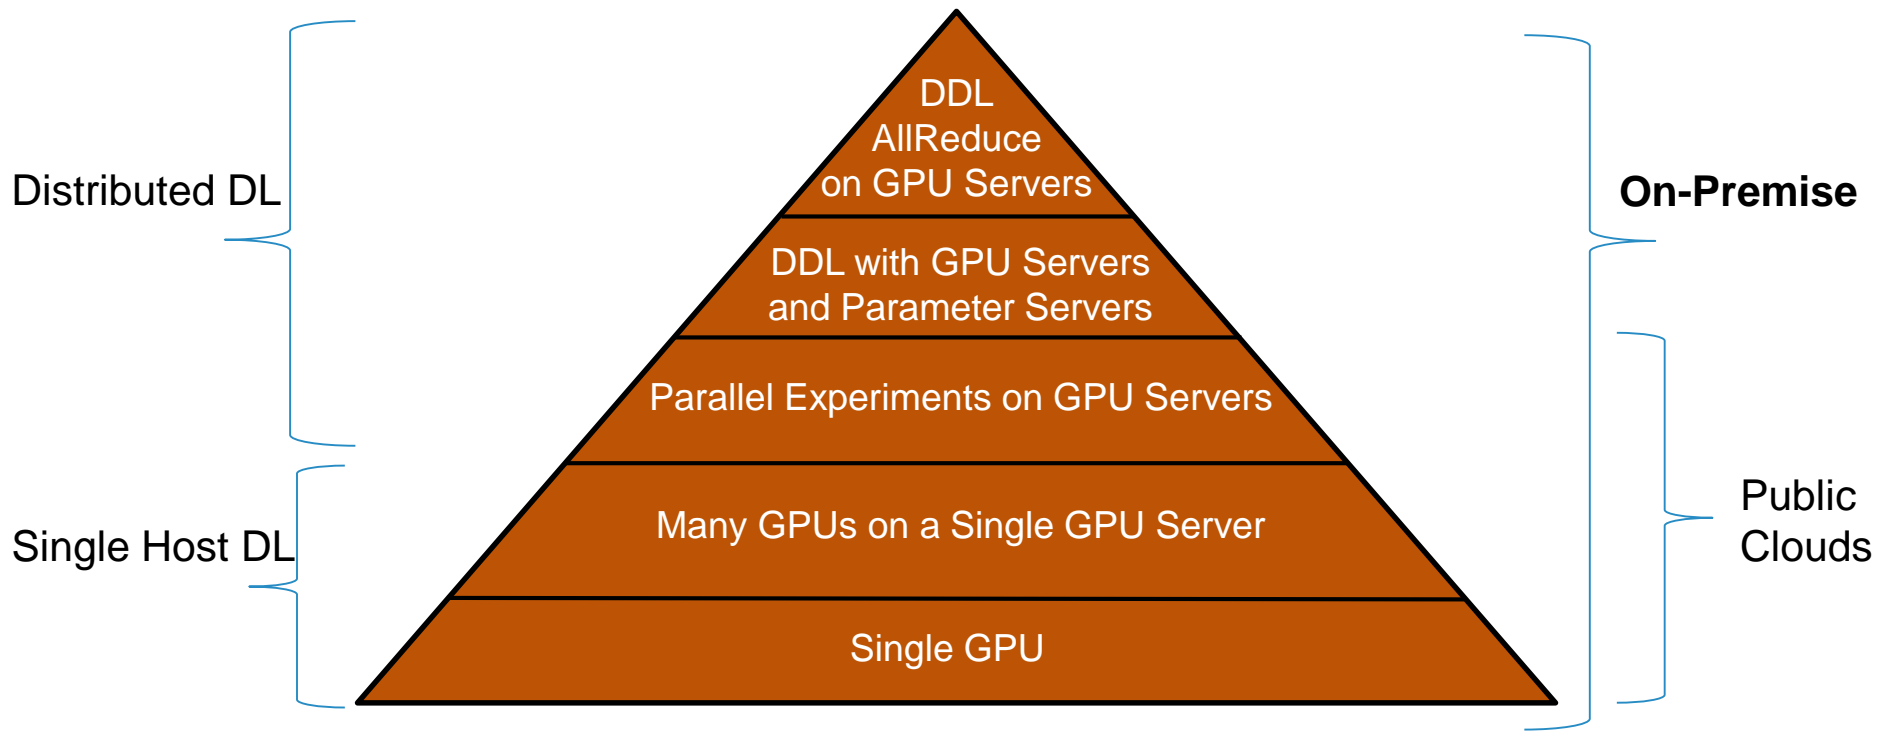 DDL
AllReduce
on GPU Servers
Distributed DL
On-Premise
DDL with GPU Servers
and Parameter Servers
Parallel Experiments on GPU Servers
Many GPUs on a Single GPU Server
Single Host DL
Public
Clouds
Single GPU